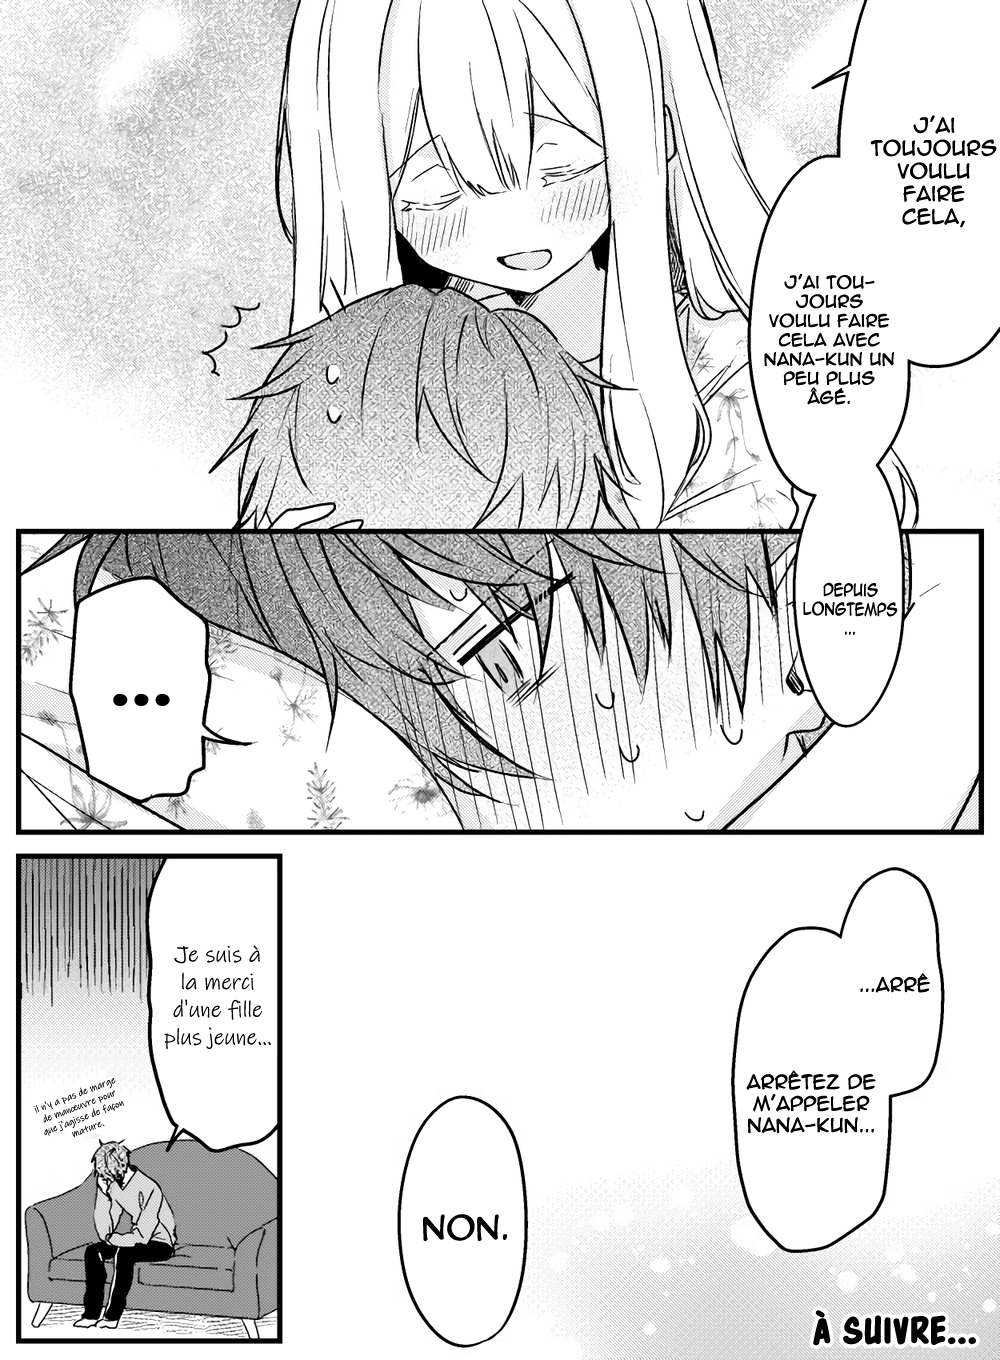 J'AI
TOUJOURS
VOULU
FAIRE
CELA,
J'AI TOU-
JOURS
VOULU FAIRE
CELA AVEC
NANA-KUN UN
PEU PLUS
ÂGÉ.
DEPUIS
LONGTEMPS
...
...
...ARRÊ
ARRÊTEZ DE
M'APPELER
NANA-KUN...
NON.
Je suis à
la merci
d'une fille
plus jeune...
il n'y a pas de marge
de manœuvre pour
que j'agisse de façon
mature.
À SUIVRE...